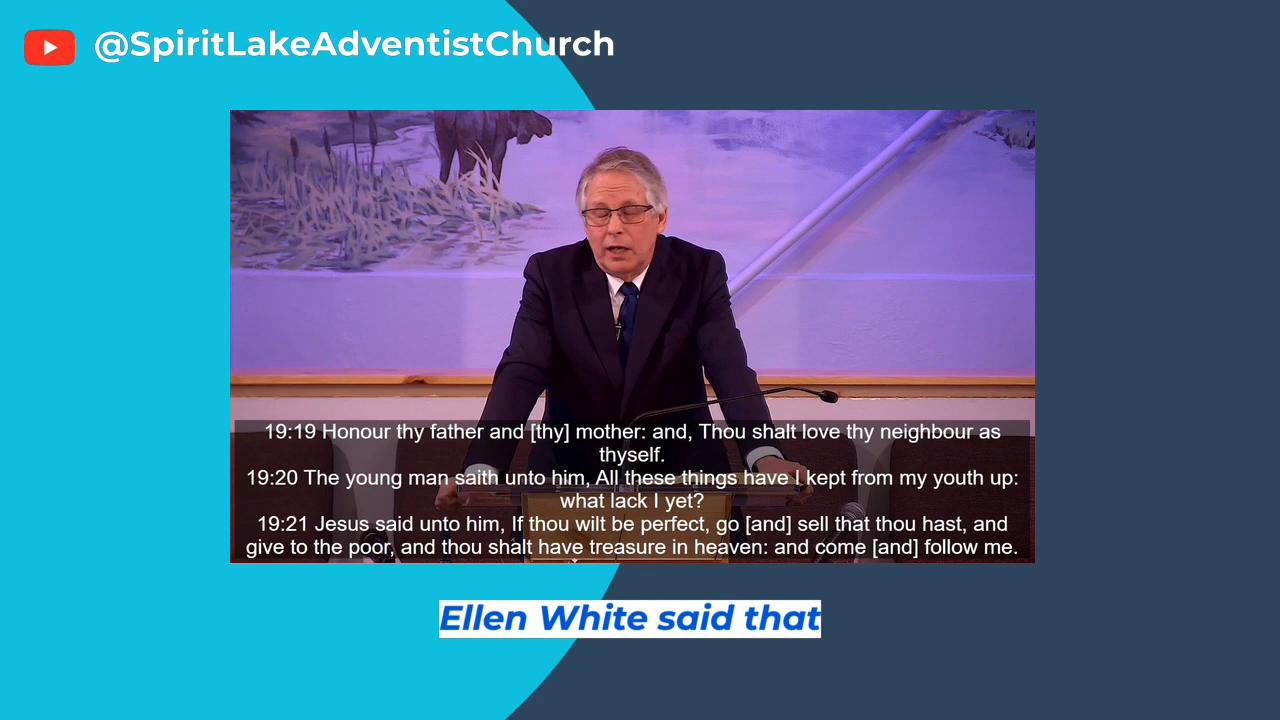 @SpiritLakeAdventistChurch
19:19 Honour thy father and [thy] mother: and, Thou shalt love thy neighbour as
thyself.
19:20 The young man saith unto him, All these things have I kept from my youth up:
what lack I yet?
19:21 Jesus said unto him, If thou wilt be perfect, go [and] sell that thou hast, and
give to the poor, and thou shalt have treasure in heaven: and come [and] follow me.
Ellen White said that